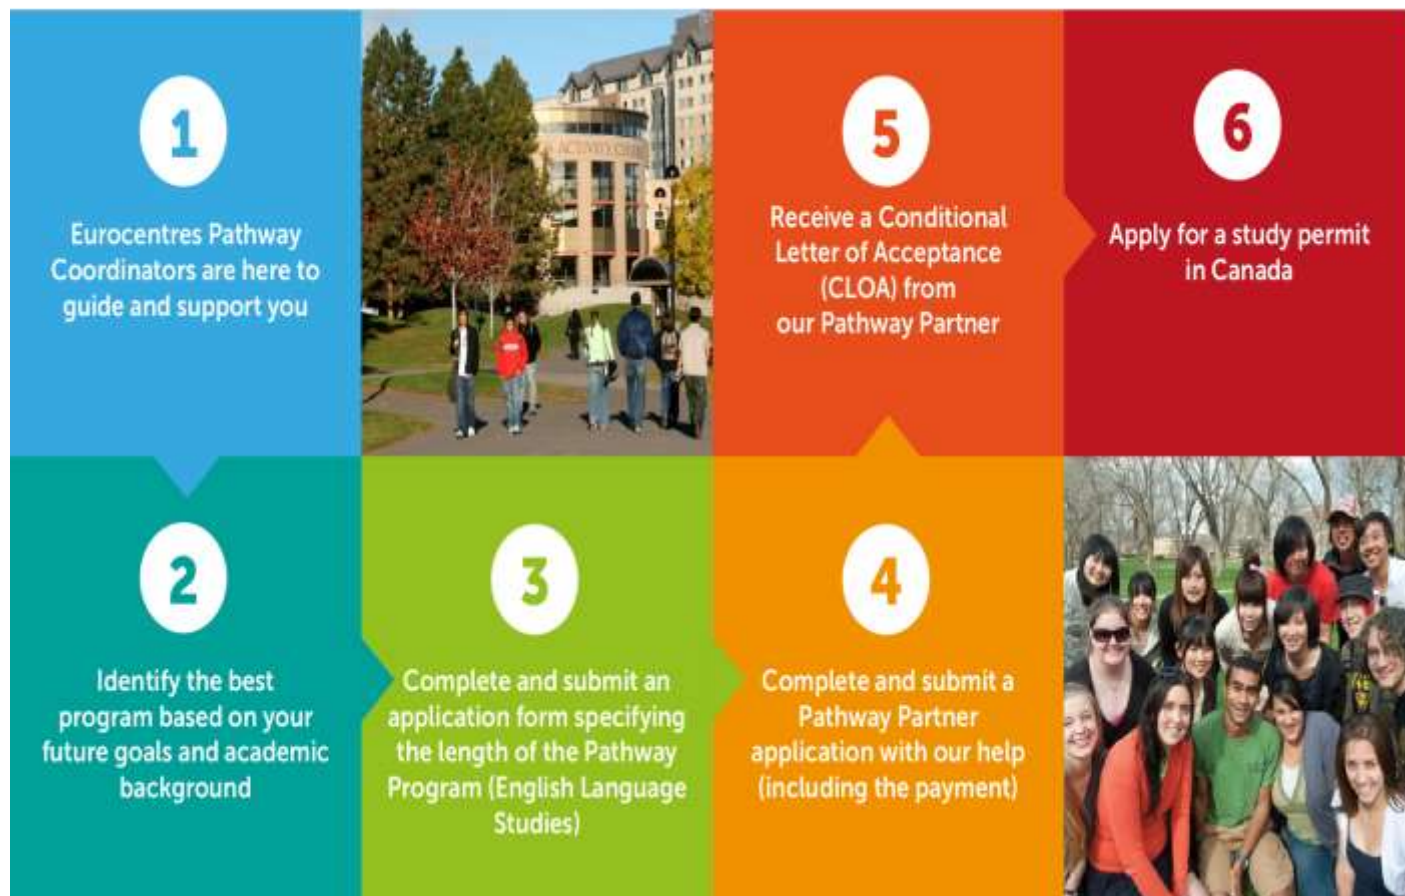 1
Eurocentres Pathway
Coordinators are here to
guide and support you
2
Identify the best
program based on your
future goals and academic
background
3
Complete and submit an
application form specifying
the length of the Pathway
Program (English Language
Studies)
4
Complete and submit a
Pathway Partner
application with our help
(including the payment)
5
Receive a Conditional
Letter of Acceptance
(CLOA) from
our Pathway Partner
6
Apply for a study permit
in Canada
ACTIVITY